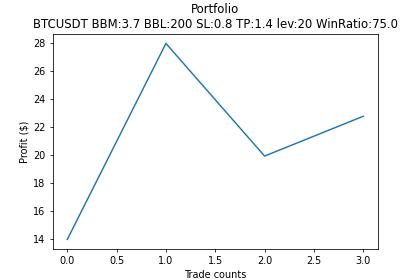 Portfolio
BTCUSDT BBM:3.7 BBL:200 SL:0.8 TP:1.4 lev:20 WinRatio:75.0
28
26
24
22
20
18
16
14
Profit ($)
0.0 0.5 1.0 1.5 2.0 2.5 3.0
Trade counts